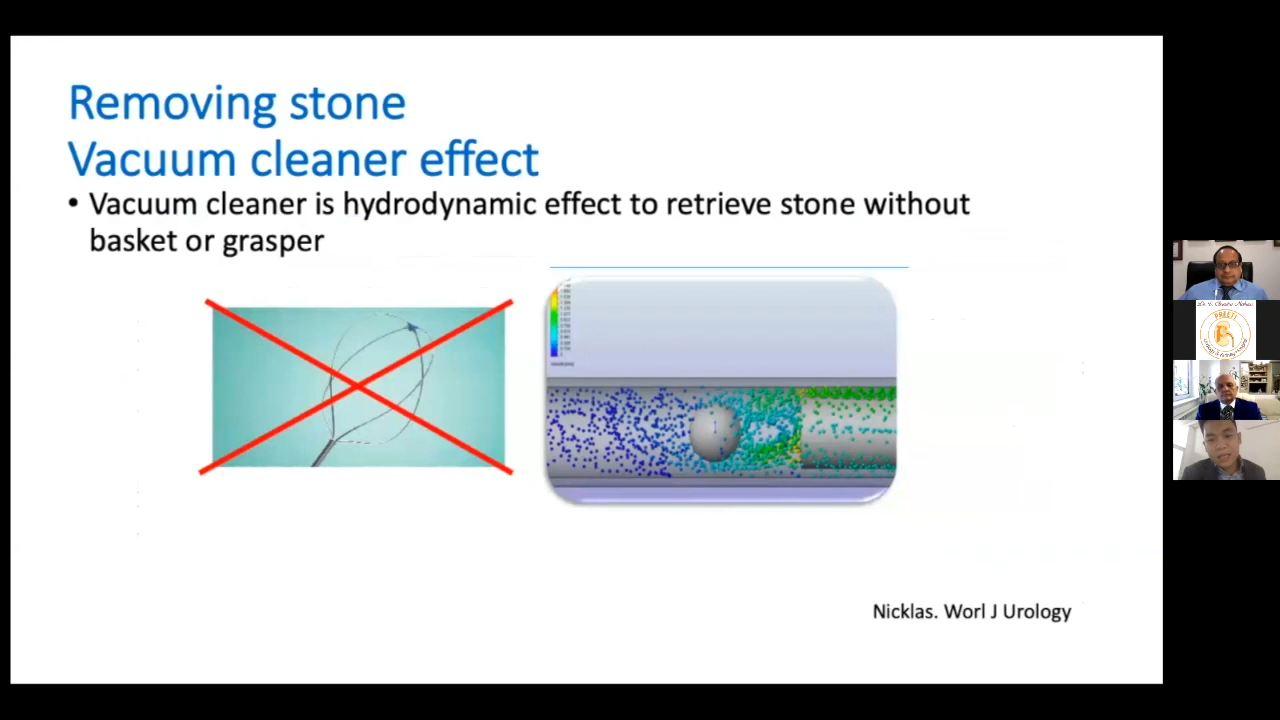 Removing stone
Vacuum cleaner effect
• Vacuum cleaner is hydrodynamic effect to retrieve stone without
basket or grasper
Nicklas. Worl J Urology
PREETI